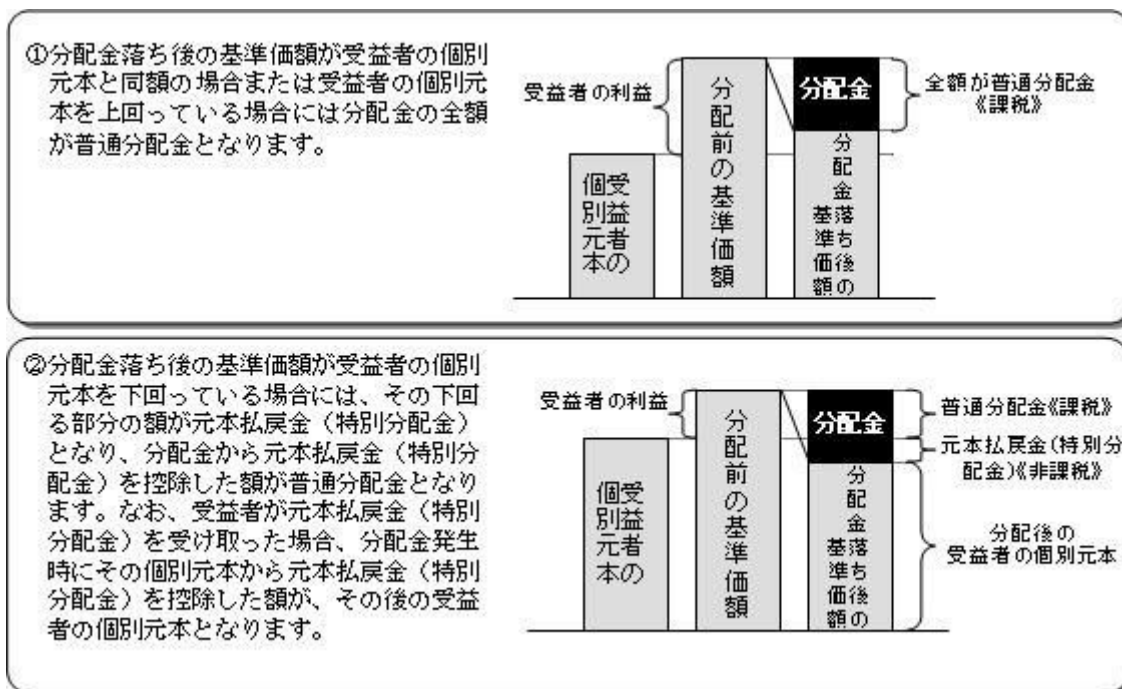 ①分配金落ち後の基準価額が受益者の個別
元本と同額の場合または受益者の個別元
本を上回っている場合には分配金の全額
が普通分配金となります。
受益者の利益
受益者の
個別元本
分配前の基準価額
分配金
分配金落ち後の
基準価額
全額が普通分配金
《課税》
②分配金落ち後の基準価額が受益者の個別
元本を下回っている場合には、その下回
る部分の額が元本払戻金（特別分配金）
となり、分配金から元本払戻金（特別分
配金）を控除した額が普通分配金となり
ます。なお、受益者が元本払戻金（特別
分配金）を受け取った場合、分配金発生
時にその個別元本から元本払戻金（特別
分配金）を控除した額が、その後の受益
者の個別元本となります。
受益者の利益
受益者の
個別元本
分配前の基準価額
分配金
分配金落ち後の
基準価額
普通分配金《課税》
元本払戻金(特別分
配金)《非課税》
分配後の
受益者の個別元本